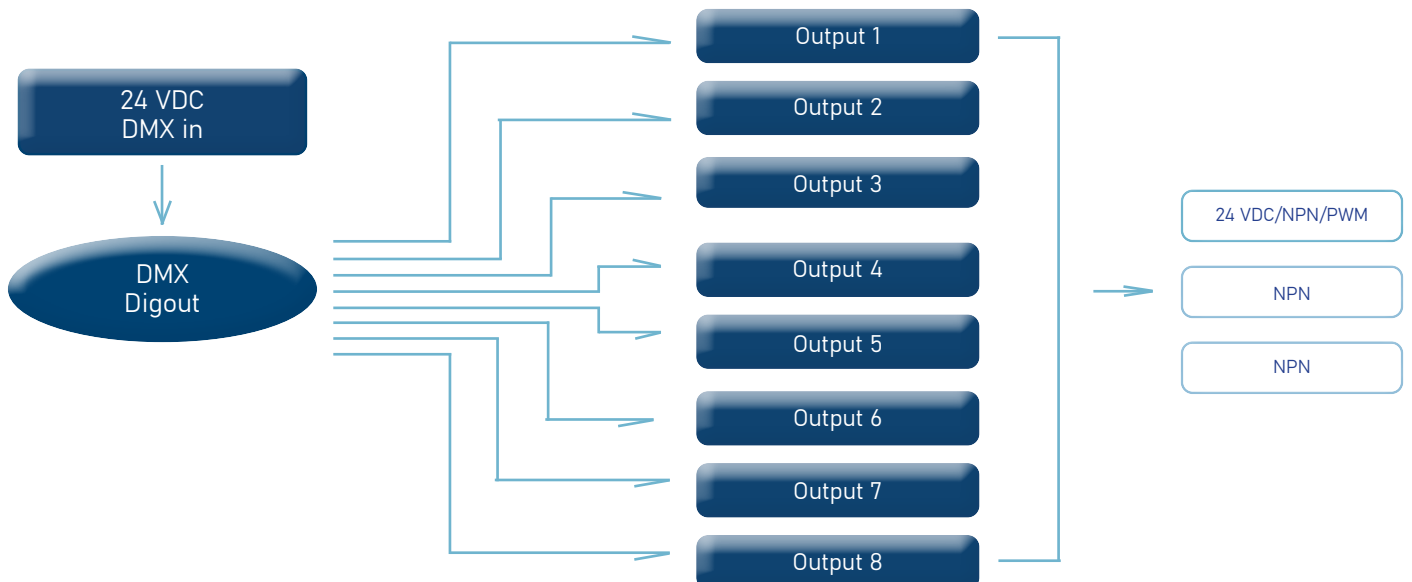 24 VDC
DMX in
DMX
Digout
Output 1
Output 2
Output 3
Output 4
Output 5
Output 6
Output 7
Output 8
24 VDC/NPN/PWM
NPN
NPN